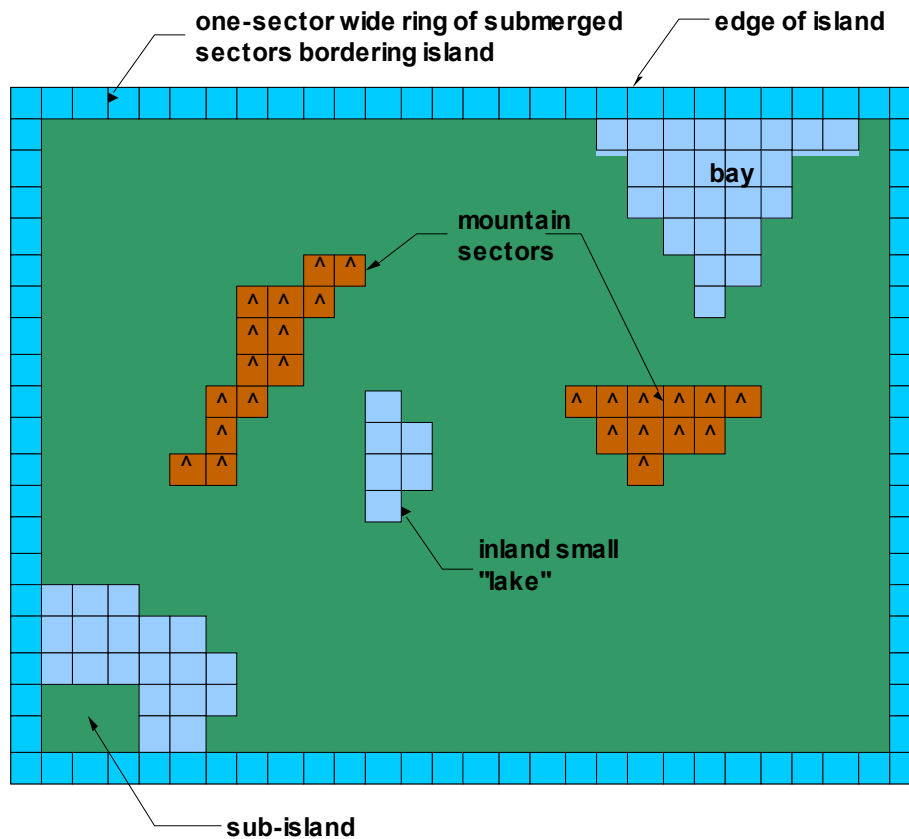 one-sector wide ring of submerged
sectors bordering island
edge of island
bay
mountain
sectors
^ ^
^ ^ ^
^ ^
^ ^
^ ^
^ ^ ^ ^ ^ ^
^
^ ^ ^ ^
^ ^
^
inland small
"lake"
sub-island